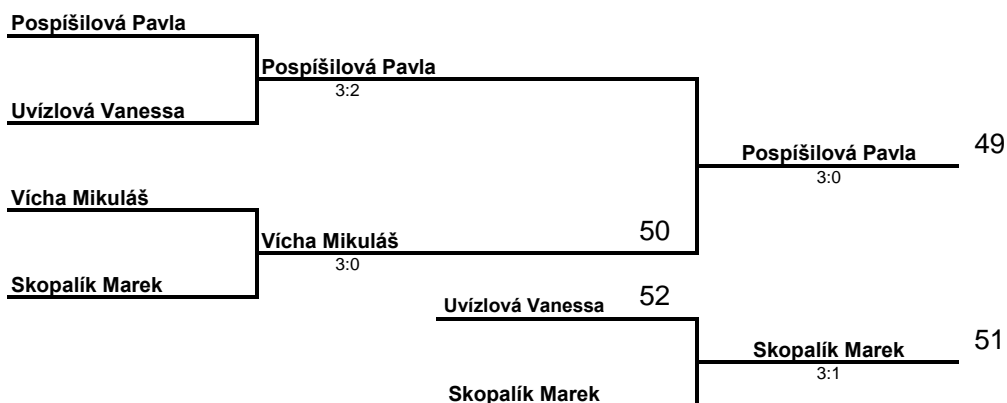 Pospíšilová Pavla
Pospíšilová Pavla
3:2
Uvízlová Vanessa
49
Pospíšilová Pavla
3:0
Vícha Mikuláš
50
Vícha Mikuláš
3:0
Skopalík Marek
52
Uvízlová Vanessa
51
Skopalík Marek
3:1
Skopalík Marek